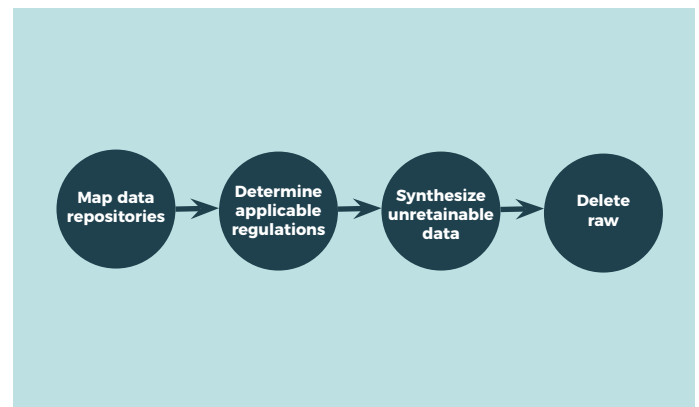 Map data
repositories
Determine
applicable
regulations
Synthesize
unretainable
data
Delete
raw